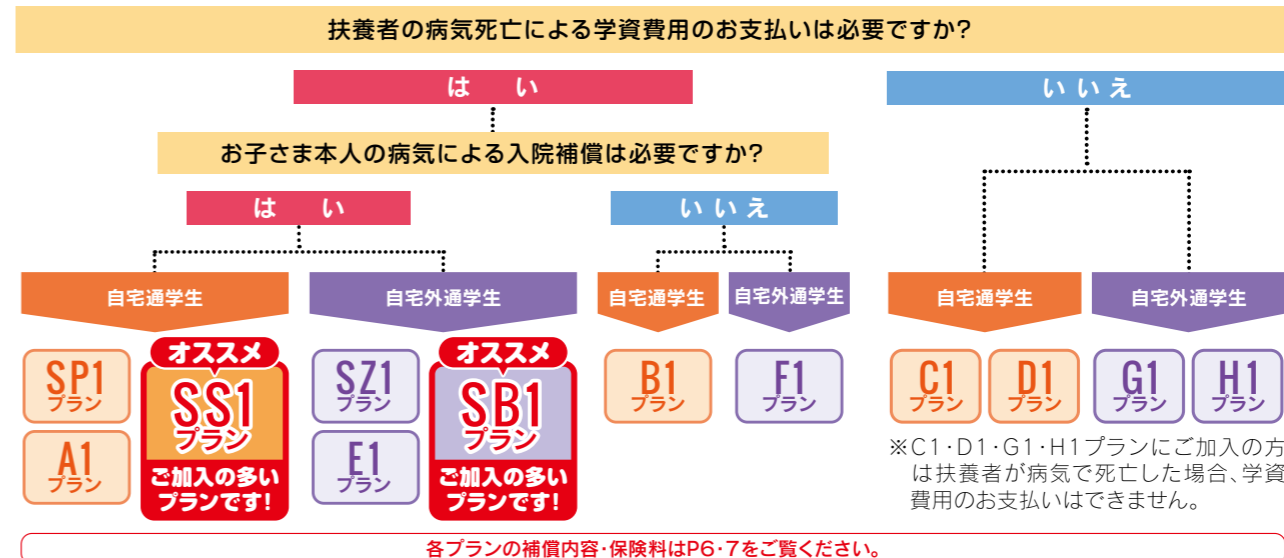 扶養者の病気死亡による学資費用のお支払いは必要ですか?
はい
いいえ
お子さま本人の病気による入院補償は必要ですか?
はい
いいえ
自宅通学生
自宅外通学生
自宅通学生
自宅外通学生
自宅通学生
自宅外通学生
SP1
プラン
A1
プラン
オススメ
SS1
プラン
ご加入の多い
プランです!
SZ1
プラン
E1
プラン
オススメ
SB1
プラン
ご加入の多い
プランです!
B1
プラン
F1
プラン
C1
プラン
D1
プラン
G1
プラン
H1
プラン
※C1・D1・G1・H1プランにご加入の方
は扶養者が病気で死亡した場合、学資
費用のお支払いはできません。
各プランの補償内容・保険料はP6・7をご覧ください。